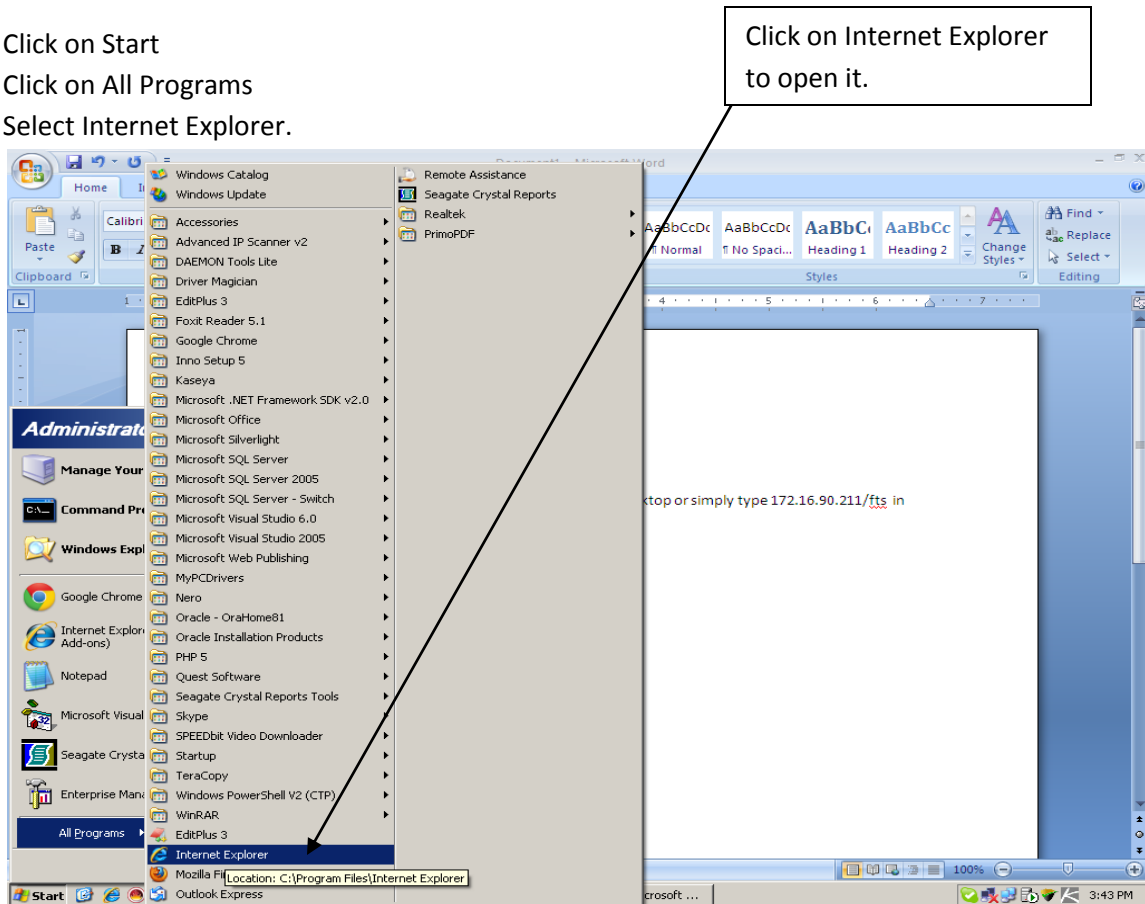 Click on Start
Click on All Programs
Select Internet Explorer.
Click on Internet Explorer
to open it.
Home
Calibri
B
Paste
Clipboard
AaBbCcDc
AaBbCcDc
AaBbCc
¶ Normal
¶ No Spaci...
Heading 1
Heading 2
Change
Styles
Styles
Find
Replace
Select
Editing
1
4
5
6
7
Windows Catalog
Windows Update
Accessories
Advanced IP Scanner v2
DAEMON Tools Lite
Driver Magician
EditPlus 3
Foxit Reader 5.1
Google Chrome
Inno Setup 5
Kaseya
Microsoft .NET Framework SDK v2.0
Microsoft Office
Microsoft Silverlight
Microsoft SQL Server
Microsoft SQL Server 2005
Microsoft SQL Server - Switch
Microsoft Visual Studio 6.0
Microsoft Visual Studio 2005
Microsoft Web Publishing
MyPCDrivers
Nero
Oracle - OraHome81
Oracle Installation Products
PHP 5
Quest Software
Seagate Crystal Reports Tools
Skype
SPEEDbit Video Downloader
Startup
TeraCopy
Windows PowerShell V2 (CTP)
WinRAR
EditPlus 3
Internet Explorer
Mozilla
Location: C:\Program Files\Internet Explorer
Outlook Express
Remote Assistance
Seagate Crystal Reports
Realtek
PrimoPDF
or simply type 172.16.90.211/fts in
Manage Your
Command
C:\
Windows
Google Chrome
Internet
Add-ons)
Notepad
Microsoft Visual
Seagate
Enterprise
All Programs
Start
100%
3:43 PM